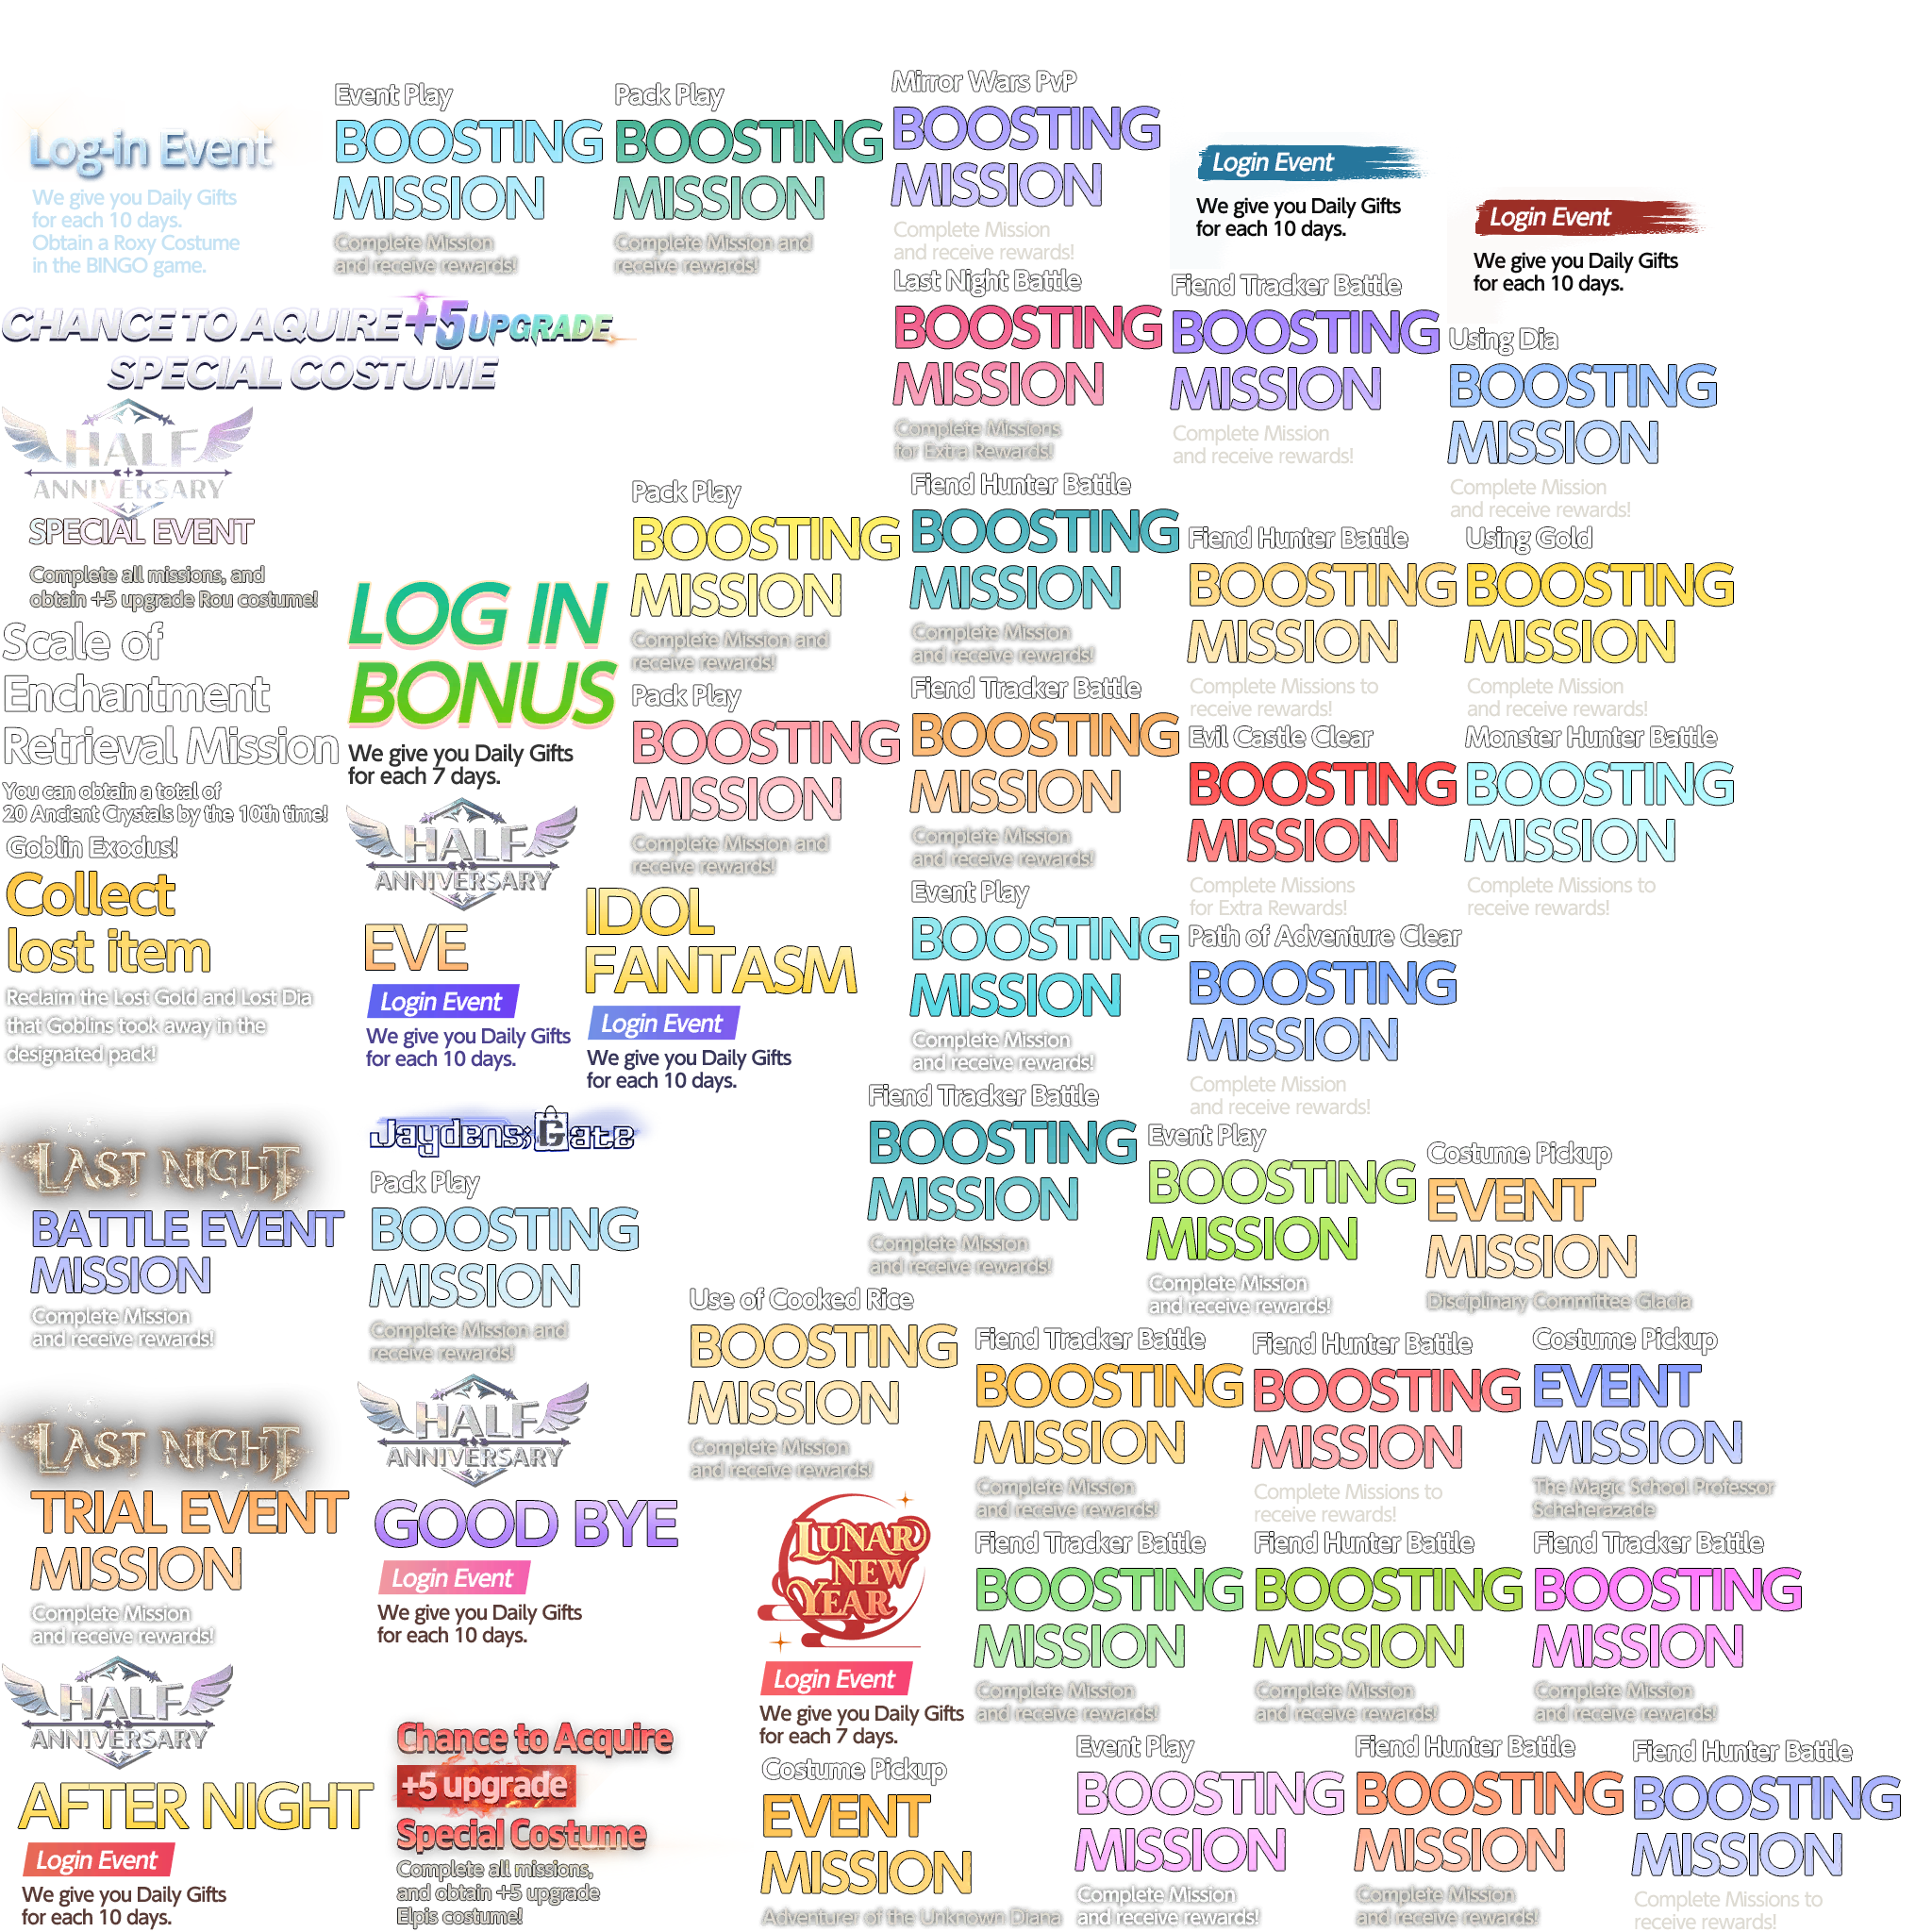 Log-in Event
We give you Daily Gifts
for each 10 days.
Obtain a Roxy Costume
in the BINGO game.
Event Play
BOOSTING
MISSION
Complete Mission
and receive rewards!
Pack Play
BOOSTING
MISSION
Complete Mission and
receive rewards!
Mirror Wars PvP
BOOSTING
MISSION
Complete Mission
and receive rewards!
Login Event
We give you Daily Gifts
for each 10 days.
Login Event
We give you Daily Gifts
for each 10 days.
CHANCE TO AQUIRE +5 UPGRADE
SPECIAL COSTUME
Last Night Battle
BOOSTING
MISSION
Complete Missions
for Extra Rewards!
Fiend Tracker Battle
BOOSTING
MISSION
Complete Mission
and receive rewards!
Using Dia
BOOSTING
MISSION
Complete Mission
and receive rewards!
HALF
ANNIVERSARY
SPECIAL EVENT
Complete all missions, and
obtain +5 upgrade Rou costume!
Pack Play
BOOSTING
MISSION
Complete Mission and
receive rewards!
Fiend Hunter Battle
BOOSTING
MISSION
Complete Mission
and receive rewards!
Fiend Hunter Battle
BOOSTING
MISSION
Complete Missions to
receive rewards!
Using Gold
BOOSTING
MISSION
Complete Mission
and receive rewards!
Scale of
Enchantment
Retrieval Mission
You can obtain a total of
20 Ancient Crystals by the 10th time!
LOG IN
BONUS
We give you Daily Gifts
for each 7 days.
Pack Play
BOOSTING
MISSION
Complete Mission and
receive rewards!
Fiend Tracker Battle
BOOSTING
MISSION
Complete Mission
and receive rewards!
Evil Castle Clear
BOOSTING
MISSION
Complete Missions
for Extra Rewards!
Monster Hunter Battle
BOOSTING
MISSION
Complete Missions to
receive rewards!
Goblin Exodus!
Collect
lost item
Reclaim the Lost Gold and Lost Dia
that Goblins took away in the
designated pack!
HALF
ANNIVERSARY
EVE
Login Event
We give you Daily Gifts
for each 10 days.
IDOL
FANTASM
Login Event
We give you Daily Gifts
for each 10 days.
Event Play
BOOSTING
MISSION
Complete Mission
and receive rewards!
Path of Adventure Clear
BOOSTING
MISSION
Complete Mission
and receive rewards!
LAST NIGHT
BATTLE EVENT
MISSION
Complete Mission
and receive rewards!
Jaydens;Gate
Pack Play
BOOSTING
MISSION
Complete Mission and
receive rewards!
Fiend Tracker Battle
BOOSTING
MISSION
Complete Mission
and receive rewards!
Event Play
BOOSTING
MISSION
Complete Mission
and receive rewards!
Costume Pickup
EVENT
MISSION
Disciplinary Committee Glacia
Use of Cooked Rice
BOOSTING
MISSION
Complete Mission
and receive rewards!
Fiend Tracker Battle
BOOSTING
MISSION
Complete Mission
and receive rewards!
Fiend Hunter Battle
BOOSTING
MISSION
Complete Missions to
receive rewards!
Costume Pickup
EVENT
MISSION
The Magic School Professor
Scheherazade
LAST NIGHT
TRIAL EVENT
MISSION
Complete Mission
and receive rewards!
HALF
ANNIVERSARY
GOOD BYE
Login Event
We give you Daily Gifts
for each 10 days.
LUNAR
NEW
YEAR
Login Event
We give you Daily Gifts
for each 7 days.
Fiend Tracker Battle
BOOSTING
MISSION
Complete Mission
and receive rewards!
Fiend Hunter Battle
BOOSTING
MISSION
Complete Mission
and receive rewards!
Fiend Tracker Battle
BOOSTING
MISSION
Complete Mission
and receive rewards!
HALF
ANNIVERSARY
AFTER NIGHT
Login Event
We give you Daily Gifts
for each 10 days.
Chance to Acquire
+5 upgrade
Special Costume
Complete all missions,
and obtain +5 upgrade
Elpis costume!
Costume Pickup
EVENT
MISSION
Adventurer of the Unknown Diana
Event Play
BOOSTING
MISSION
Complete Mission
and receive rewards!
Fiend Hunter Battle
BOOSTING
MISSION
Complete Mission
and receive rewards!
Fiend Hunter Battle
BOOSTING
MISSION
Complete Missions to
receive rewards!